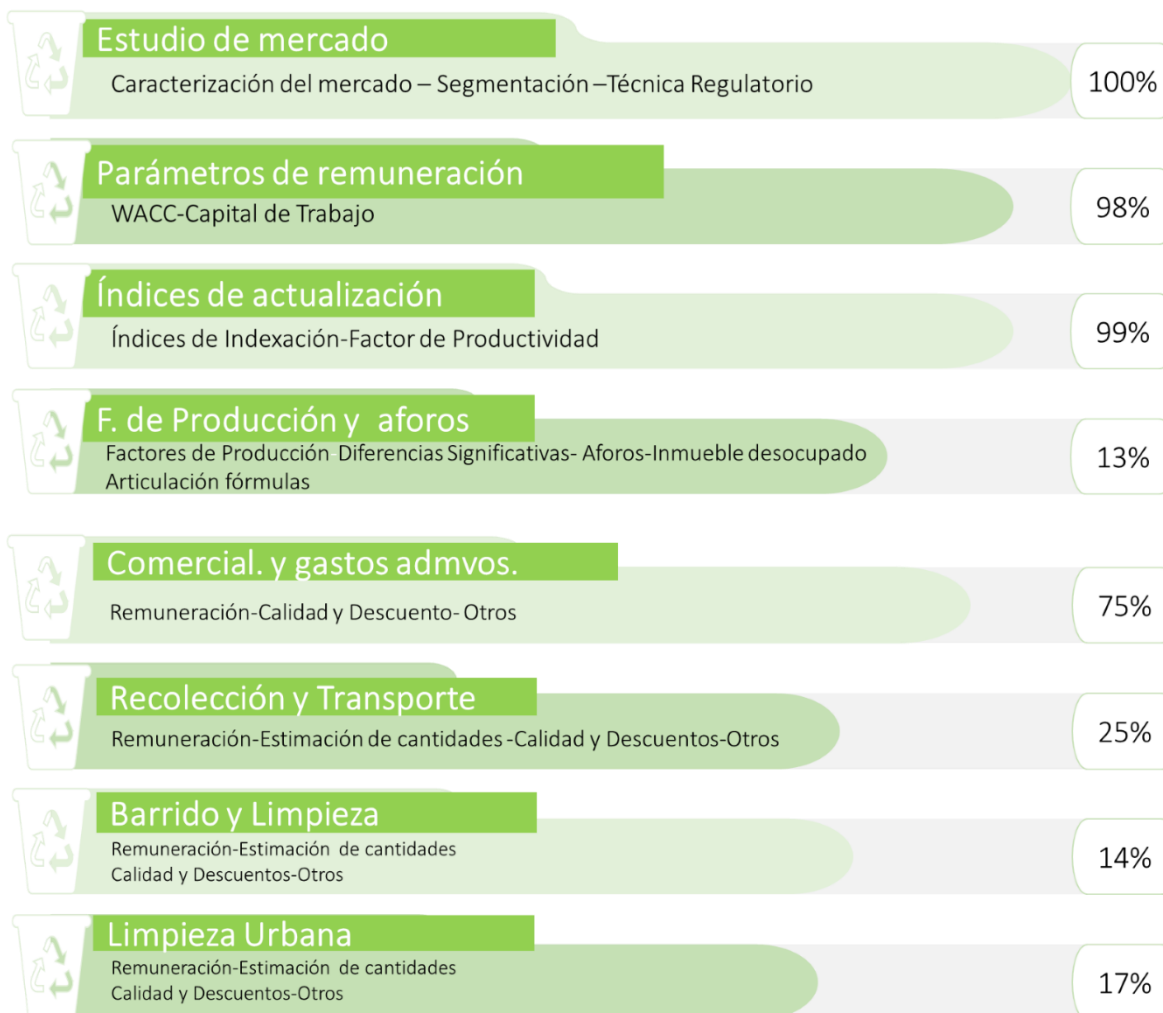 Estudio de mercado
Caracterización del mercado – Segmentación –Técnica Regulatorio
100%
Parámetros de remuneración
WACC-Capital de Trabajo
98%
Índices de actualización
Índices de Indexación-Factor de Productividad
99%
F. de Producción y aforos
Factores de Producción-Diferencias Significativas- Aforos-Inmueble desocupado
Articulación fórmulas
13%
Comercial. y gastos admvos.
Remuneración-Calidad y Descuento- Otros
75%
Recolección y Transporte
Remuneración-Estimación de cantidades -Calidad y Descuentos-Otros
25%
Barrido y Limpieza
Remuneración-Estimación de cantidades
Calidad y Descuentos-Otros
14%
Limpieza Urbana
Remuneración-Estimación de cantidades
Calidad y Descuentos-Otros
17%